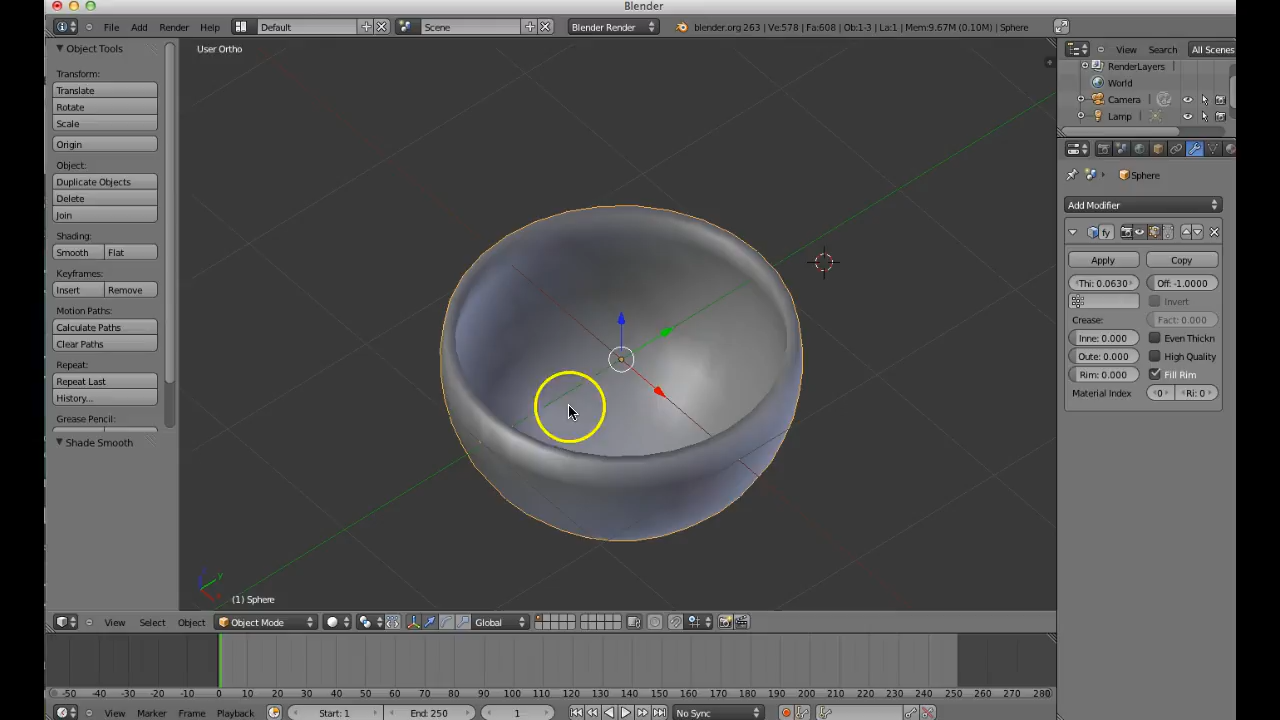 Blender
File Add Render Help Default Scene Blender Render blender.org 263 | Ve:578 | Fa:608 | Ob:1-3 | La:1 | Mem:9.67M (0.10M) | Sphere
Object Tools
User Ortho
View Search All Scenes
RenderLayers
World
Camera
Lamp
Transform:
Translate
Rotate
Scale
Origin
Object:
Duplicate Objects
Delete
Join
Shading:
Smooth Flat
Keyframes:
Insert Remove
Motion Paths:
Calculate Paths
Clear Paths
Repeat:
Repeat Last
History...
Grease Pencil:
Shade Smooth
Sphere
Add Modifier
fy
Apply Copy
Thi: 0.0630 Off: -1.0000
Invert
Crease: Fact: 0.000
Inne: 0.000 Even Thickn
Oute: 0.000 High Quality
Rim: 0.000 Fill Rim
Material Index 0 Ri: 0
x
y
(1) Sphere
View Select Object Object Mode Global
-50 -40 -30 -20 -10 0 10 20 30 40 50 60 70 80 90 100 110 120 130 140 150 160 170 180 190 200 210 220 230 240 250 260 270 280
View Marker Frame Playback Start: 1 End: 250 1 No Sync